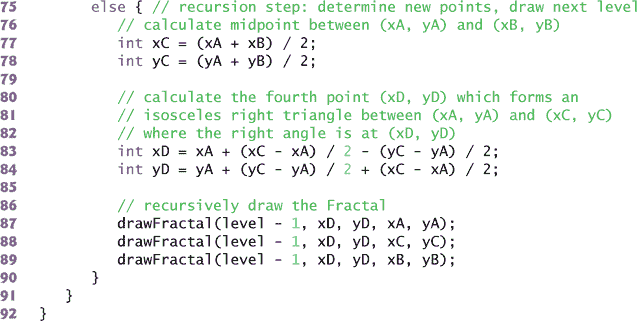 75 else { // recursion step: determine new points, draw next level
76 // calculate midpoint between (xA, yA) and (xB, yB)
77 int xC = (xA + xB) / 2;
78 int yC = (yA + yB) / 2;
79
80 // calculate the fourth point (xD, yD) which forms an
81 // isosceles right triangle between (xA, yA) and (xC, yC)
82 // where the right angle is at (xD, yD)
83 int xD = xA + (xC - xA) / 2 - (yC - yA) / 2;
84 int yD = yA + (yC - yA) / 2 + (xC - xA) / 2;
85
86 // recursively draw the Fractal
87 drawFractal(level - 1, xD, yD, xA, yA);
88 drawFractal(level - 1, xD, yD, xC, yC);
89 drawFractal(level - 1, xD, yD, xB, yB);
90 }
91 }
92 }